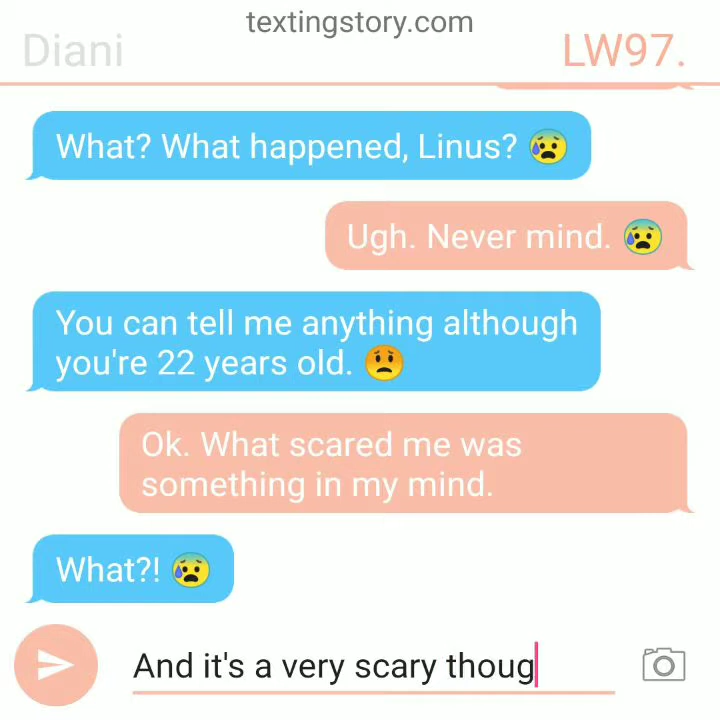 textingstory.com
Diani
LW97.
What? What happened, Linus? 😰
Ugh. Never mind. 😰
You can tell me anything although
you're 22 years old. 😟
Ok. What scared me was
something in my mind.
What?! 😰
And it's a very scary thoug